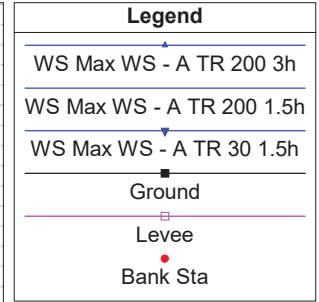 Legend
WS Max WS - A TR 200 3h
WS Max WS - A TR 200 1.5h
WS Max WS - A TR 30 1.5h
Ground
Levee
Bank Sta